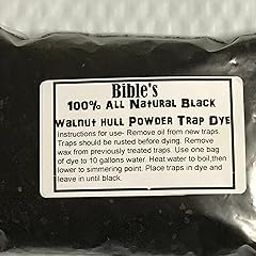 Bible's
100% All Natural Black
Walnut Hull Powder Trap Dye
Instructions for use- Remove oil from new traps.
Traps should be rusted before dying. Remove
wax from previously treated traps. Use one bag
of dye to 10 gallons water. Heat water to boil,then
lower to simmering point. Place traps in dye and
leave in until black.